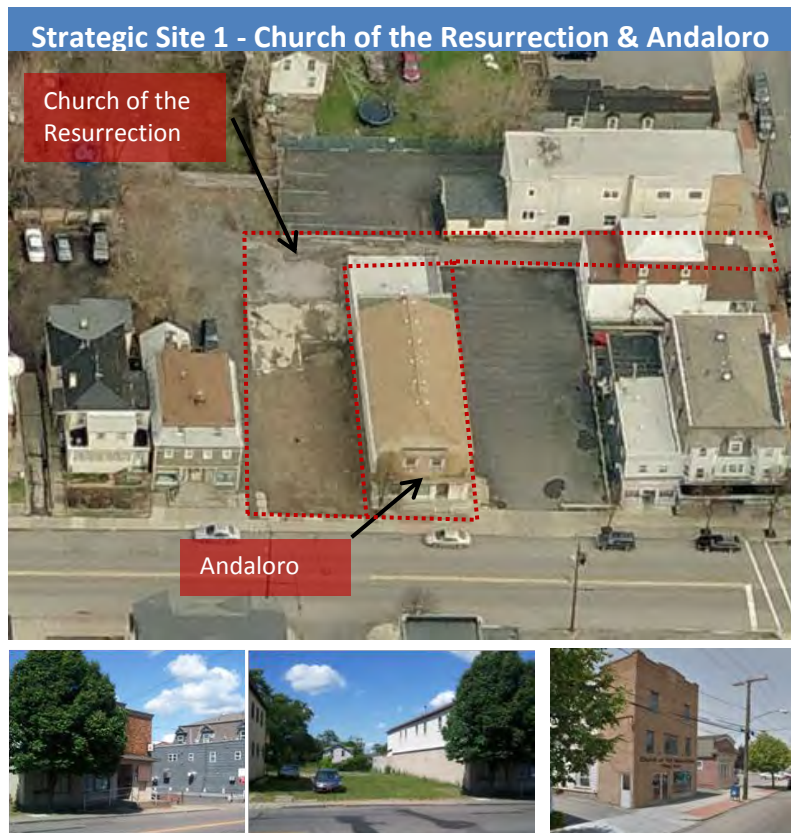 Strategic Site 1 - Church of the Resurrection & Andaloro
Church of the
Resurrection
Andaloro